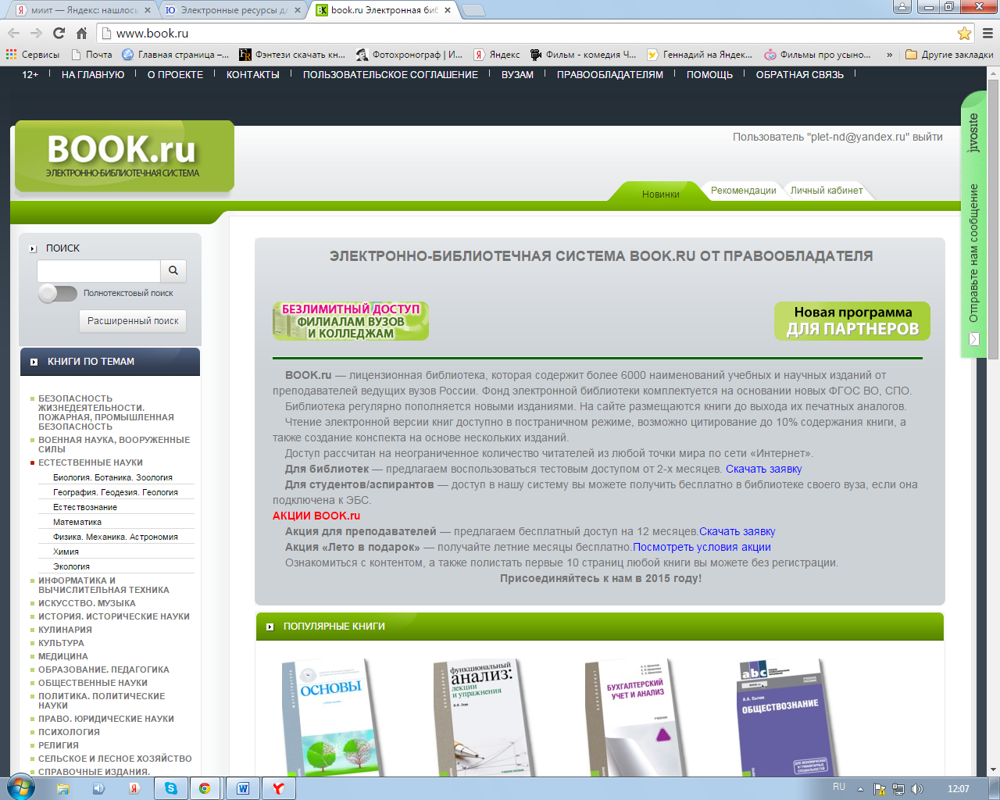 миит — Яндекс: нашлось
Электронные ресурсы дл
book.ru Электронная биб
www.book.ru
Сервисы
Почта
Главная страница –...
Фэнтези скачать кн...
Фотохронограф | И...
Яндекс
Фильм - комедия Ч...
Геннадий на Яндек...
Фильмы про усыно...
»
Другие закладки
12+
НА ГЛАВНУЮ
О ПРОЕКТЕ
КОНТАКТЫ
ПОЛЬЗОВАТЕЛЬСКОЕ СОГЛАШЕНИЕ
ВУЗАМ
ПРАВООБЛАДАТЕЛЯМ
ПОМОЩЬ
ОБРАТНАЯ СВЯЗЬ
BOOK.ru
ЭЛЕКТРОННО-БИБЛИОТЕЧНАЯ СИСТЕМА
Пользователь "plet-nd@yandex.ru" выйти
Новинки
Рекомендации
Личный кабинет
jivosite
Отправьте нам сообщение
ПОИСК
Полнотекстовый поиск
Расширенный поиск
КНИГИ ПО ТЕМАМ
БЕЗОПАСНОСТЬ
ЖИЗНЕДЕЯТЕЛЬНОСТИ.
ПОЖАРНАЯ, ПРОМЫШЛЕННАЯ
БЕЗОПАСНОСТЬ
ВОЕННАЯ НАУКА, ВООРУЖЕННЫЕ
СИЛЫ
ЕСТЕСТВЕННЫЕ НАУКИ
Биология. Ботаника. Зоология
География. Геодезия. Геология
Естествознание
Математика
Физика. Механика. Астрономия
Химия
Экология
ИНФОРМАТИКА И
ВЫЧИСЛИТЕЛЬНАЯ ТЕХНИКА
ИСКУССТВО. МУЗЫКА
ИСТОРИЯ. ИСТОРИЧЕСКИЕ НАУКИ
КУЛИНАРИЯ
КУЛЬТУРА
МЕДИЦИНА
ОБРАЗОВАНИЕ. ПЕДАГОГИКА
ОБЩЕСТВЕННЫЕ НАУКИ
ПОЛИТИКА. ПОЛИТИЧЕСКИЕ
НАУКИ
ПРАВО. ЮРИДИЧЕСКИЕ НАУКИ
ПСИХОЛОГИЯ
РЕЛИГИЯ
СЕЛЬСКОЕ И ЛЕСНОЕ ХОЗЯЙСТВО
СПРАВОЧНЫЕ ИЗДАНИЯ.
ЭЛЕКТРОННО-БИБЛИОТЕЧНАЯ СИСТЕМА BOOK.RU ОТ ПРАВООБЛАДАТЕЛЯ
БЕЗЛИМИТНЫЙ ДОСТУП
ФИЛИАЛАМ ВУЗОВ
И КОЛЛЕДЖАМ
Новая программа
ДЛЯ ПАРТНЕРОВ
BOOK.ru — лицензионная библиотека, которая содержит более 6000 наименований учебных и научных изданий от
преподавателей ведущих вузов России. Фонд электронной библиотеки комплектуется на основании новых ФГОС ВО, СПО.
Библиотека регулярно пополняется новыми изданиями. На сайте размещаются книги до выхода их печатных аналогов.
Чтение электронной версии книг доступно в постраничном режиме, возможно цитирование до 10% содержания книги, а
также создание конспекта на основе нескольких изданий.
Доступ рассчитан на неограниченное количество читателей из любой точки мира по сети «Интернет».
Для библиотек — предлагаем воспользоваться тестовым доступом от 2-х месяцев. Скачать заявку
Для студентов/аспирантов — доступ в нашу систему вы можете получить бесплатно в библиотеке своего вуза, если она
подключена к ЭБС.
АКЦИИ BOOK.ru
Акция для преподавателей — предлагаем бесплатный доступ на 12 месяцев.Скачать заявку
Акция «Лето в подарок» — получайте летние месяцы бесплатно.Посмотреть условия акции
Ознакомиться с контентом, а также полистать первые 10 страниц любой книги вы можете без регистрации.
Присоединяйтесь к нам в 2015 году!
ПОПУЛЯРНЫЕ КНИГИ
ОСНОВЫ
функциональный
анализ:
лекции
и упражнения
БУХГАЛТЕРСКИЙ
УЧЕТ И АНАЛИЗ
abc
BOOK.ru
ОБЩЕСТВОЗНАНИЕ
RU
12:07